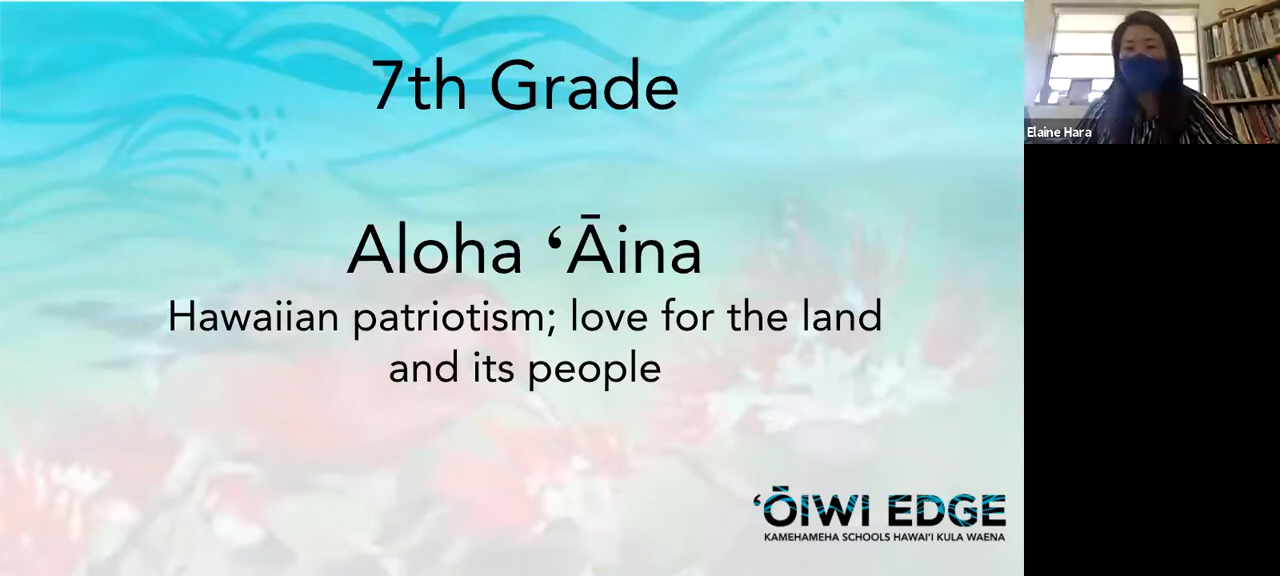 7th Grade
Aloha ʻĀina
Hawaiian patriotism; love for the land
and its people
ʻŌIWI EDGE
KAMEHAMEHA SCHOOLS HAWAIʻI KULA WAENA
Elaine Hara